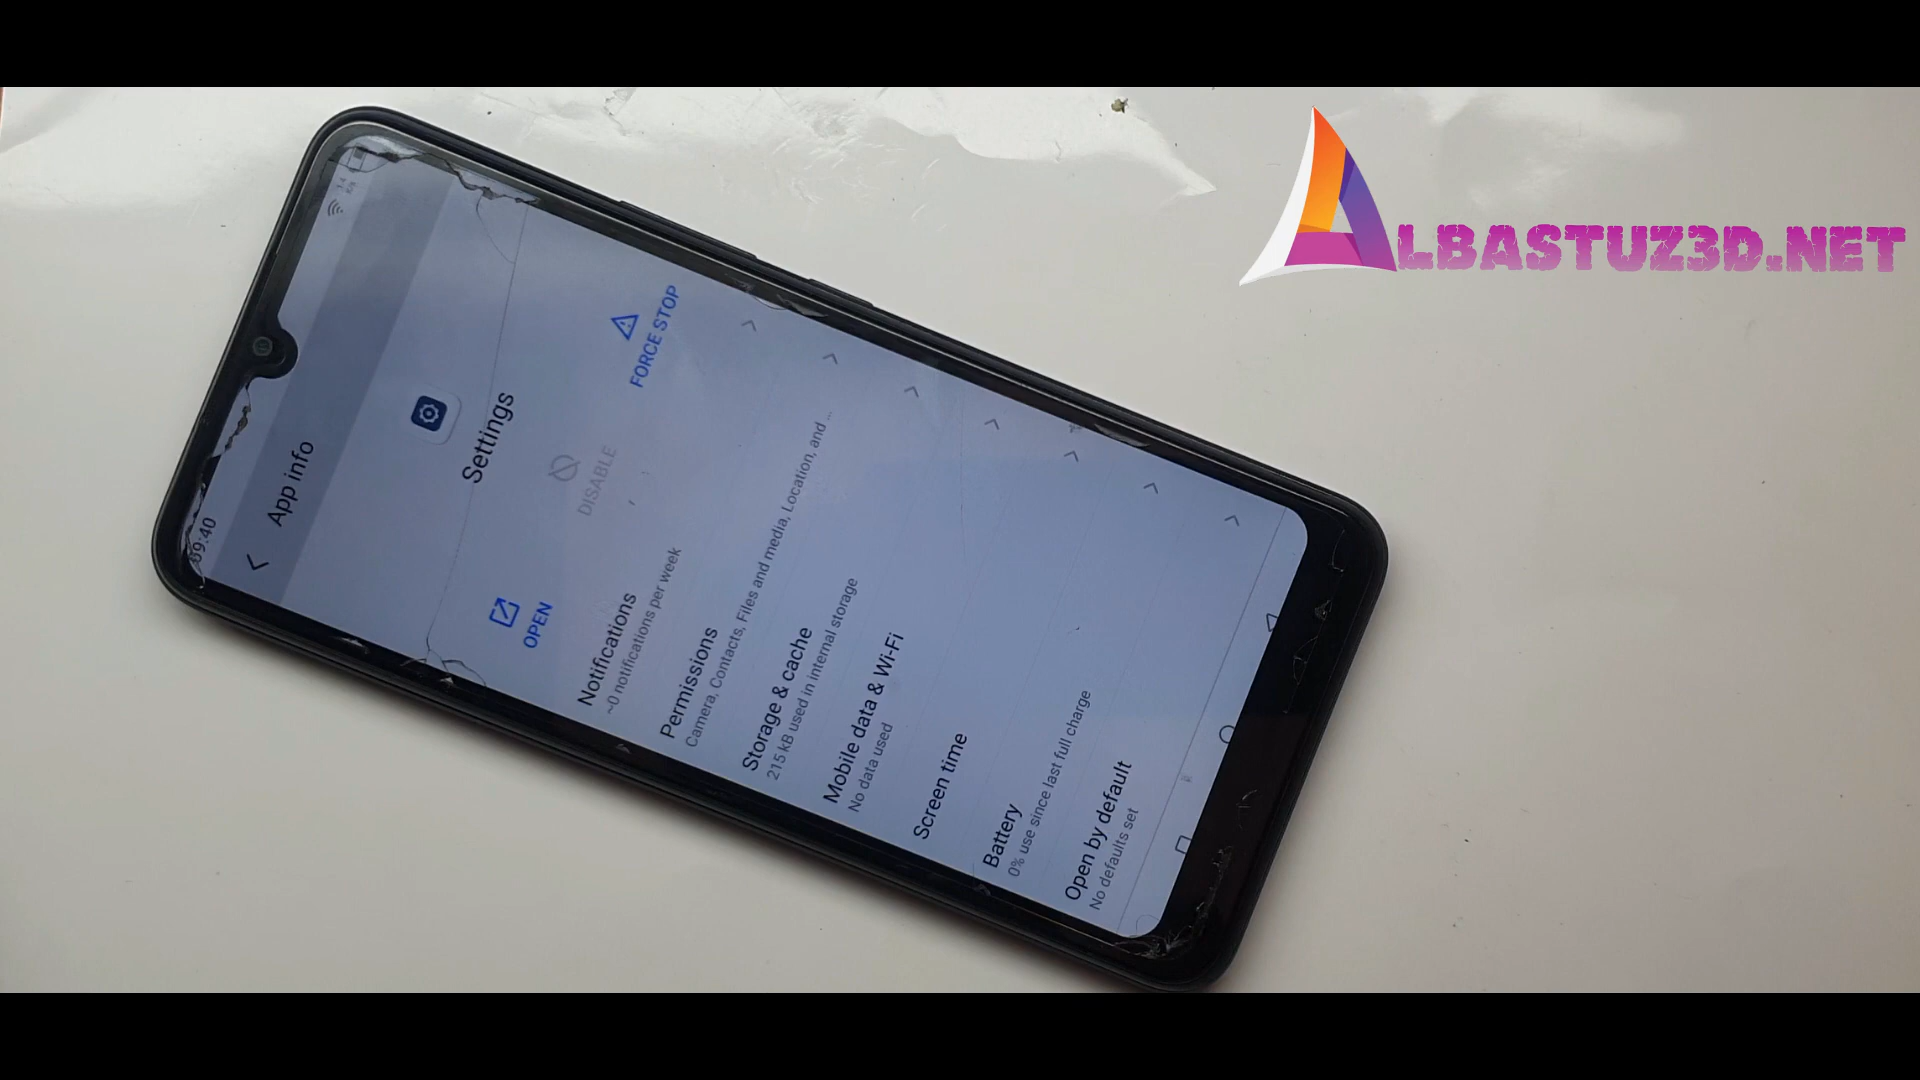 ALBASTUZ3D.NET
09:40
App info
Settings
OPEN
DISABLE
FORCE STOP
Notifications
~0 notifications per week
Permissions
Camera, Contacts, Files and media, Location, and ...
Storage & cache
215 kB used in internal storage
Mobile data & Wi-Fi
No data used
Screen time
Battery
0% use since last full charge
Open by default
No defaults set